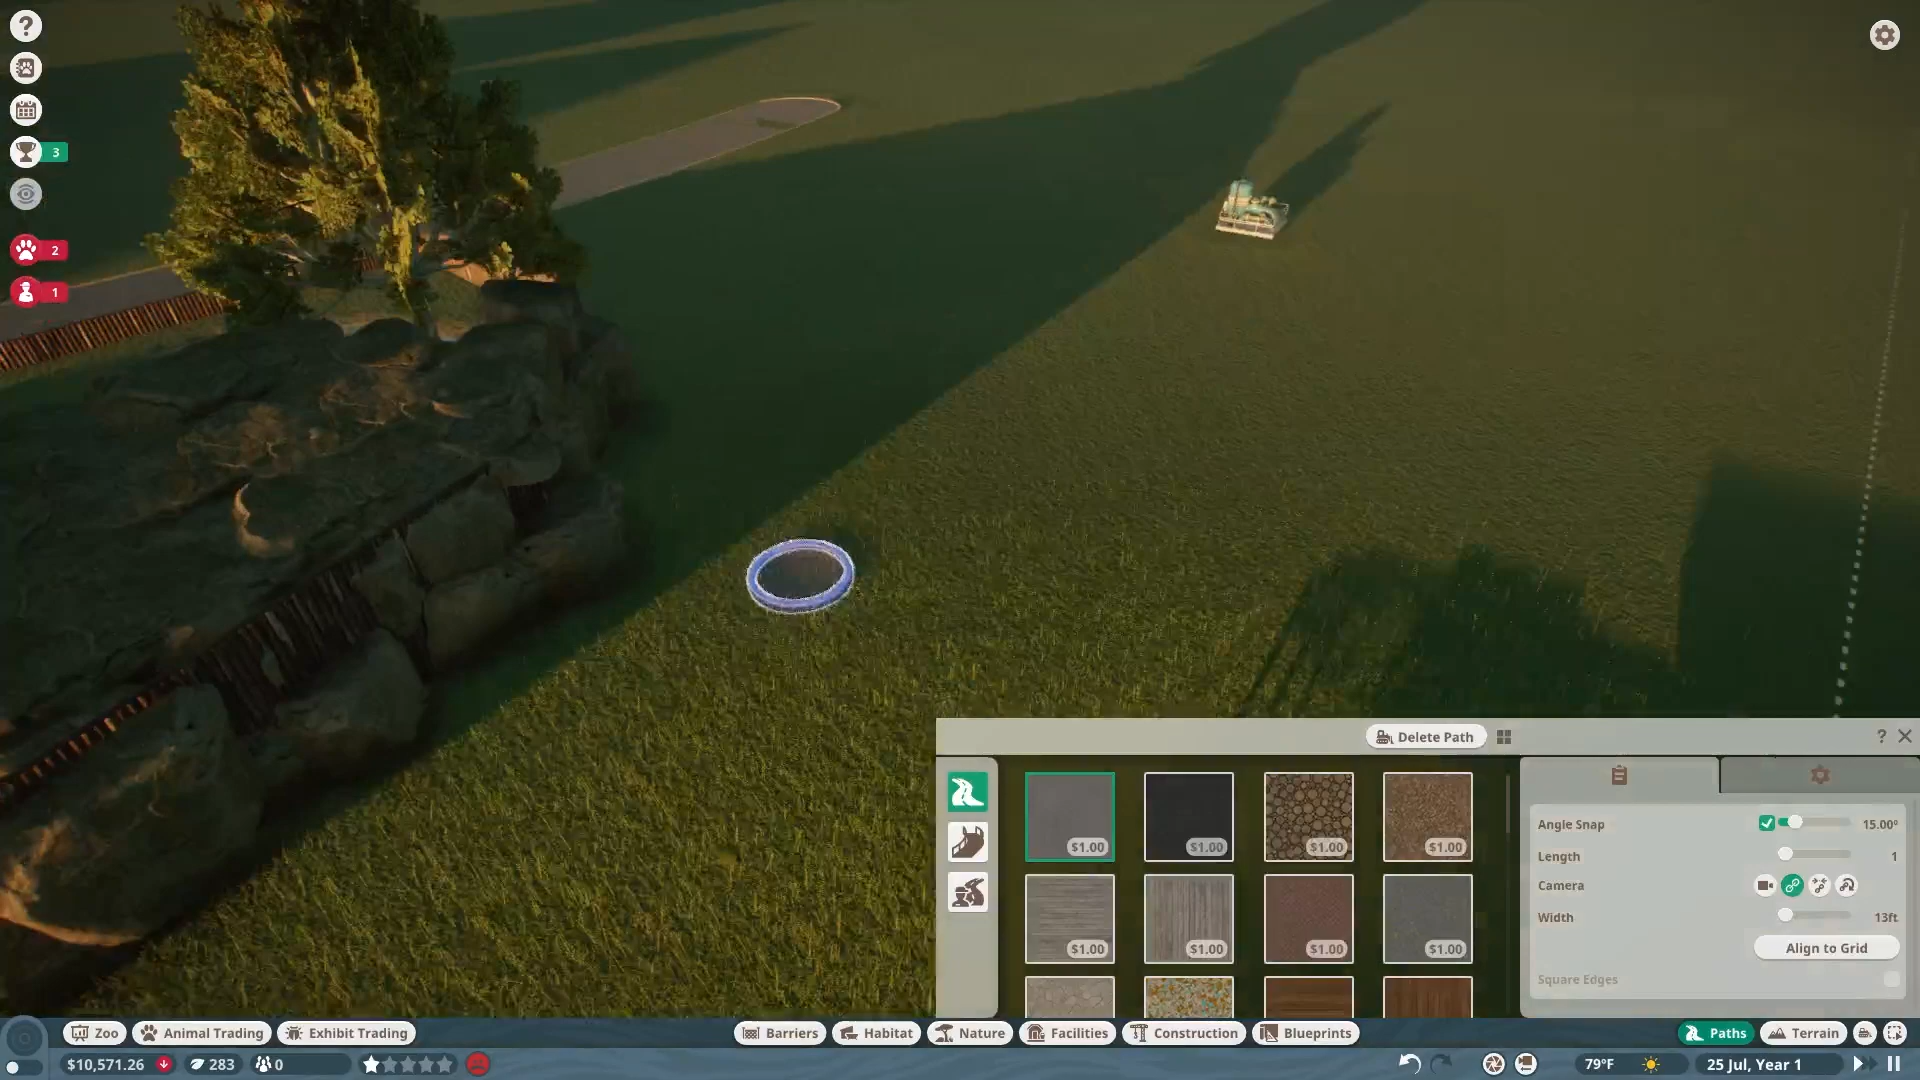 ?
3
2
1
Delete Path
?
$1.00 $1.00 $1.00 $1.00
$1.00 $1.00 $1.00 $1.00
Angle Snap 15.00°
Length 1
Camera
Width 13ft
Align to Grid
Square Edges
Zoo Animal Trading Exhibit Trading Barriers Habitat Nature Facilities Construction Blueprints Paths Terrain
$10,571.26 283 0 79°F 25 Jul, Year 1